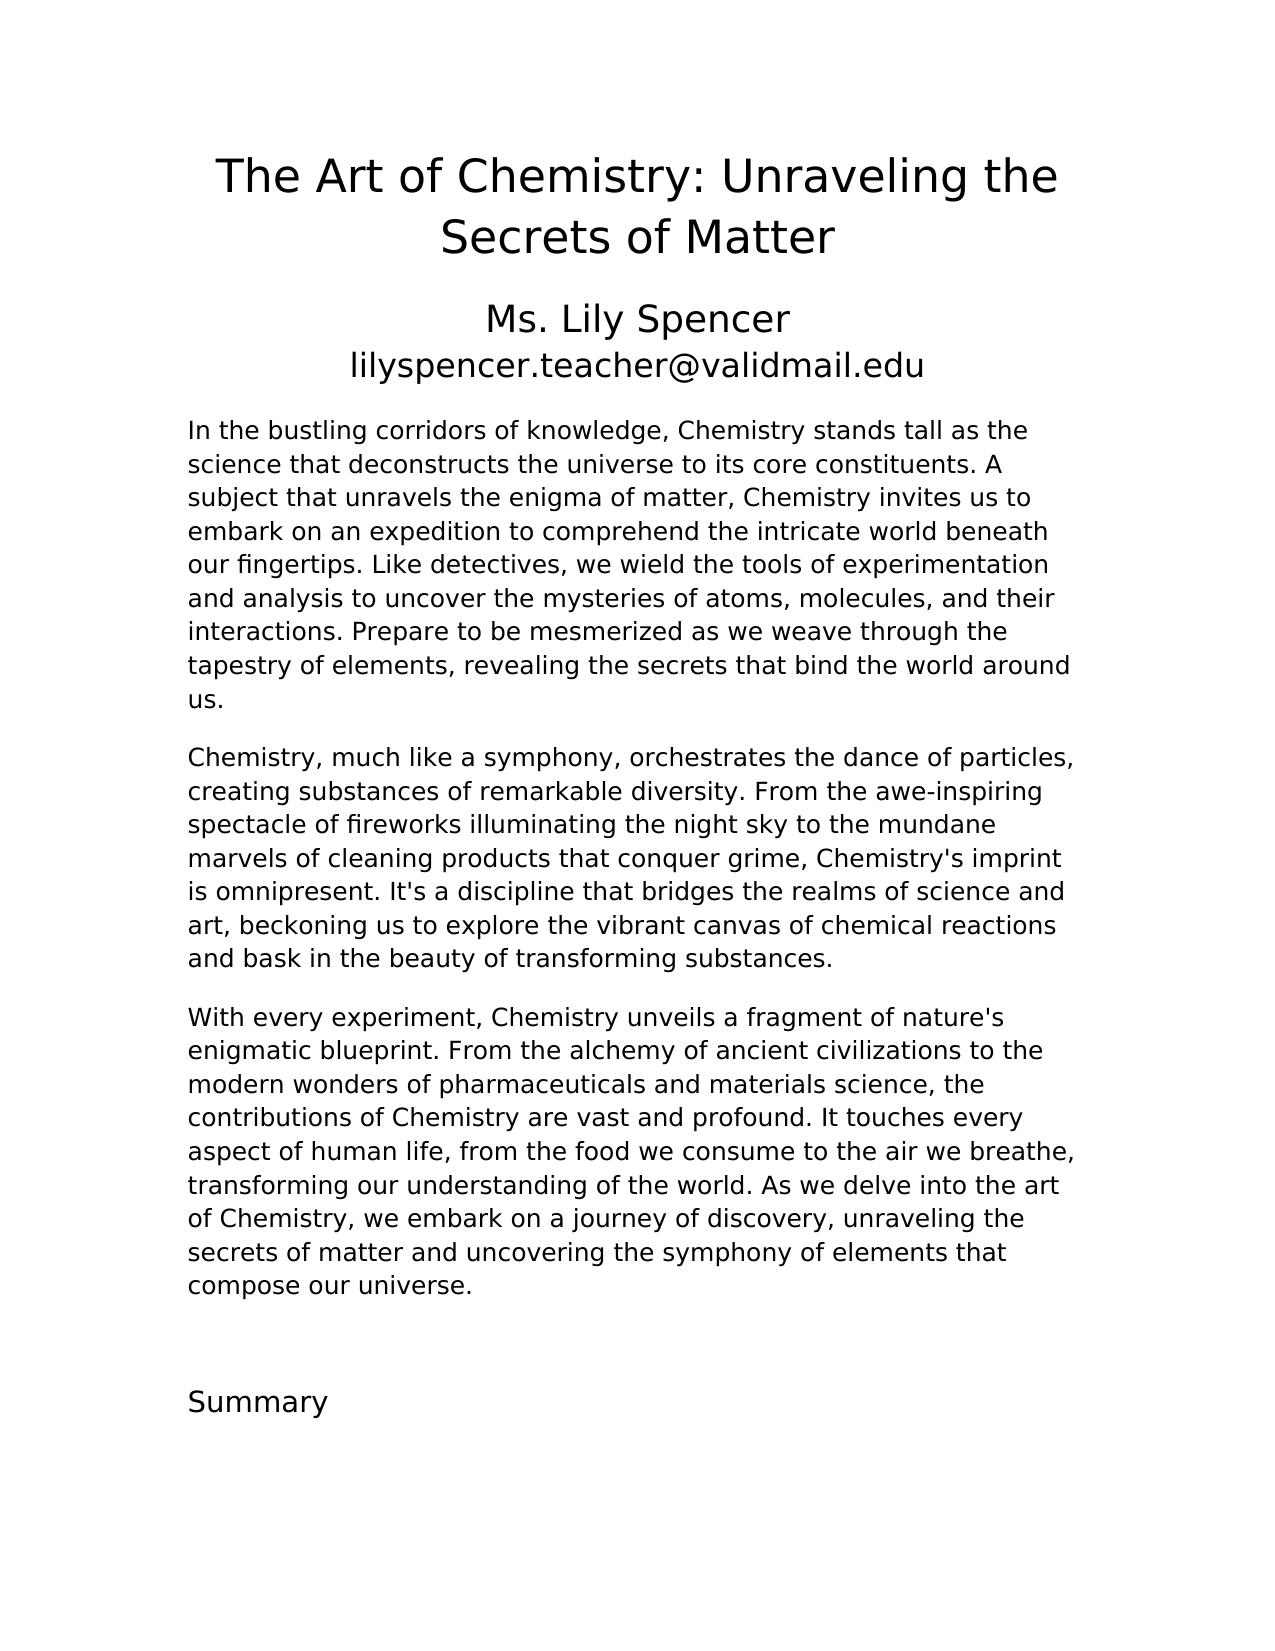 The Art of Chemistry: Unraveling the
Secrets of Matter
Ms. Lily Spencer
lilyspencer.teacher@validmail.edu
In the bustling corridors of knowledge, Chemistry stands tall as the
science that deconstructs the universe to its core constituents. A
subject that unravels the enigma of matter, Chemistry invites us to
embark on an expedition to comprehend the intricate world beneath
our fingertips. Like detectives, we wield the tools of experimentation
and analysis to uncover the mysteries of atoms, molecules, and their
interactions. Prepare to be mesmerized as we weave through the
tapestry of elements, revealing the secrets that bind the world around
us.
Chemistry, much like a symphony, orchestrates the dance of particles,
creating substances of remarkable diversity. From the awe-inspiring
spectacle of fireworks illuminating the night sky to the mundane
marvels of cleaning products that conquer grime, Chemistry's imprint
is omnipresent. It's a discipline that bridges the realms of science and
art, beckoning us to explore the vibrant canvas of chemical reactions
and bask in the beauty of transforming substances.
With every experiment, Chemistry unveils a fragment of nature's
enigmatic blueprint. From the alchemy of ancient civilizations to the
modern wonders of pharmaceuticals and materials science, the
contributions of Chemistry are vast and profound. It touches every
aspect of human life, from the food we consume to the air we breathe,
transforming our understanding of the world. As we delve into the art
of Chemistry, we embark on a journey of discovery, unraveling the
secrets of matter and uncovering the symphony of elements that
compose our universe.
Summary